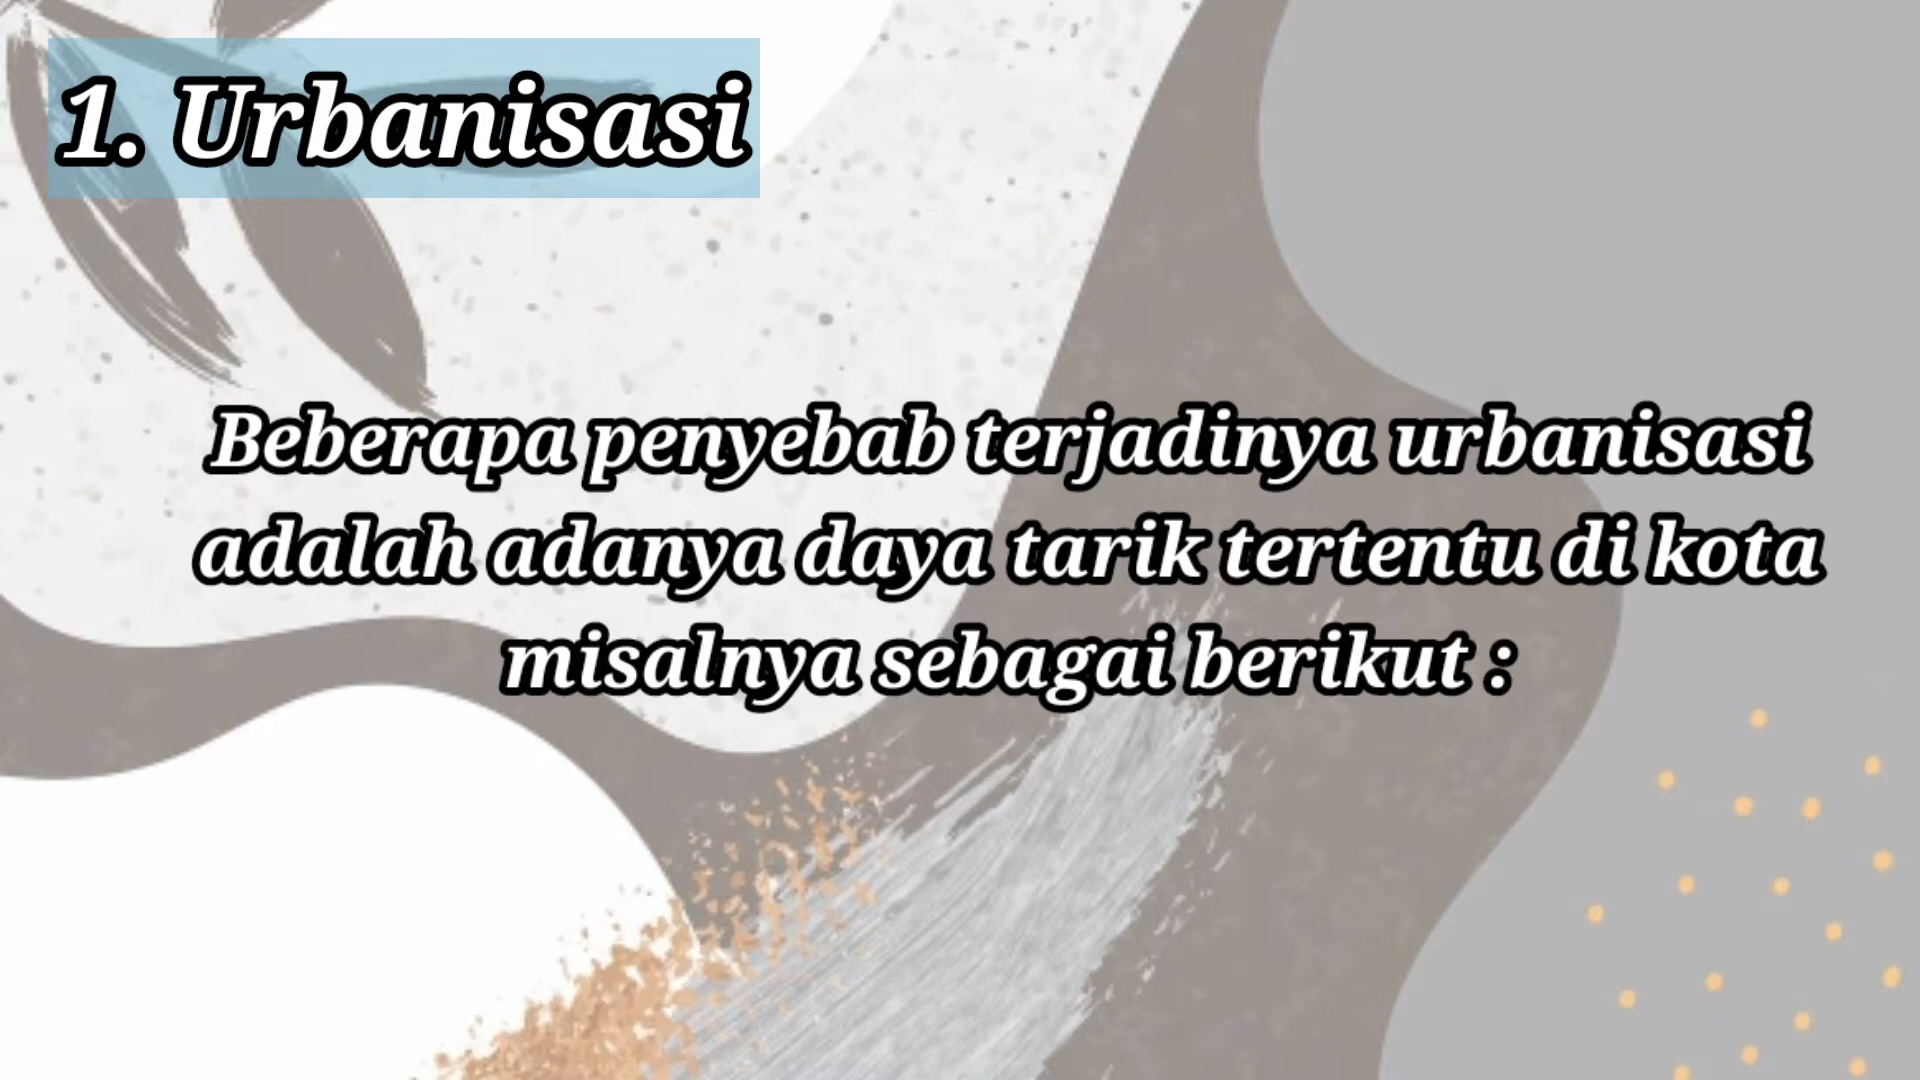 1. Urbanisasi
Beberapa penyebab terjadinya urbanisasi
adalah adanya daya tarik tertentu di kota
misalnya sebagai berikut :